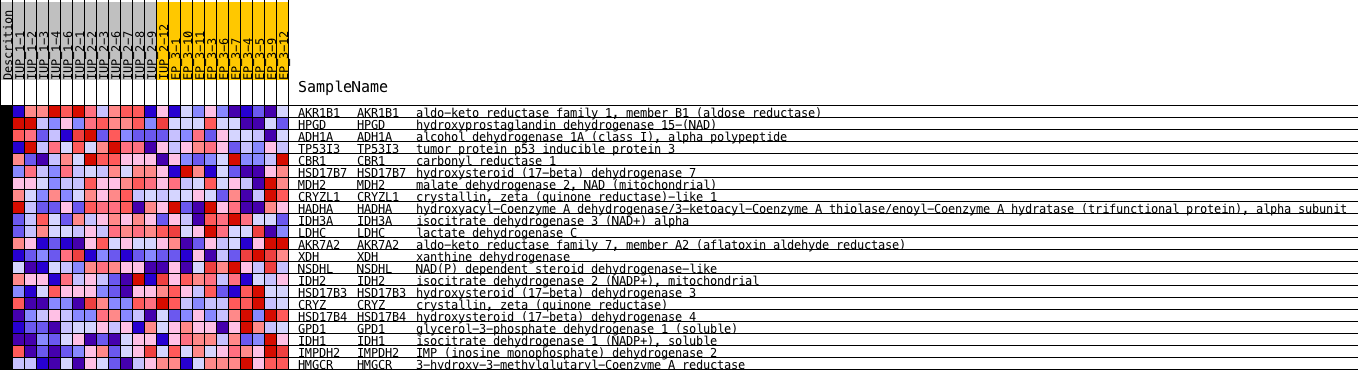 Descrition
IUP_1-1
IUP_1-2
IUP_1-3
IUP_1-4
IUP_1-6
IUP_2-1
IUP_2-2
IUP_2-3
IUP_2-6
IUP_2-7
IUP_2-8
IUP_2-9
IUP_2-12
EP_3-1
EP_3-10
EP_3-11
EP_3-3
EP_3-6
EP_3-7
EP_3-4
EP_3-5
EP_3-9
EP_3-12
SampleName
AKR1B1 AKR1B1 aldo-keto reductase family 1, member B1 (aldose reductase)
HPGD HPGD hydroxyprostaglandin dehydrogenase 15-(NAD)
ADH1A ADH1A alcohol dehydrogenase 1A (class I), alpha polypeptide
TP53I3 TP53I3 tumor protein p53 inducible protein 3
CBR1 CBR1 carbonyl reductase 1
HSD17B7 HSD17B7 hydroxysteroid (17-beta) dehydrogenase 7
MDH2 MDH2 malate dehydrogenase 2, NAD (mitochondrial)
CRYZL1 CRYZL1 crystallin, zeta (quinone reductase)-like 1
HADHA HADHA hydroxyacyl-Coenzyme A dehydrogenase/3-ketoacyl-Coenzyme A thiolase/enoyl-Coenzyme A hydratase (trifunctional protein), alpha subunit
IDH3A IDH3A isocitrate dehydrogenase 3 (NAD+) alpha
LDHC LDHC lactate dehydrogenase C
AKR7A2 AKR7A2 aldo-keto reductase family 7, member A2 (aflatoxin aldehyde reductase)
XDH XDH xanthine dehydrogenase
NSDHL NSDHL NAD(P) dependent steroid dehydrogenase-like
IDH2 IDH2 isocitrate dehydrogenase 2 (NADP+), mitochondrial
HSD17B3 HSD17B3 hydroxysteroid (17-beta) dehydrogenase 3
CRYZ CRYZ crystallin, zeta (quinone reductase)
HSD17B4 HSD17B4 hydroxysteroid (17-beta) dehydrogenase 4
GPD1 GPD1 glycerol-3-phosphate dehydrogenase 1 (soluble)
IDH1 IDH1 isocitrate dehydrogenase 1 (NADP+), soluble
IMPDH2 IMPDH2 IMP (inosine monophosphate) dehydrogenase 2
HMGCR HMGCR 3-hydroxy-3-methylglutaryl-Coenzyme A reductase